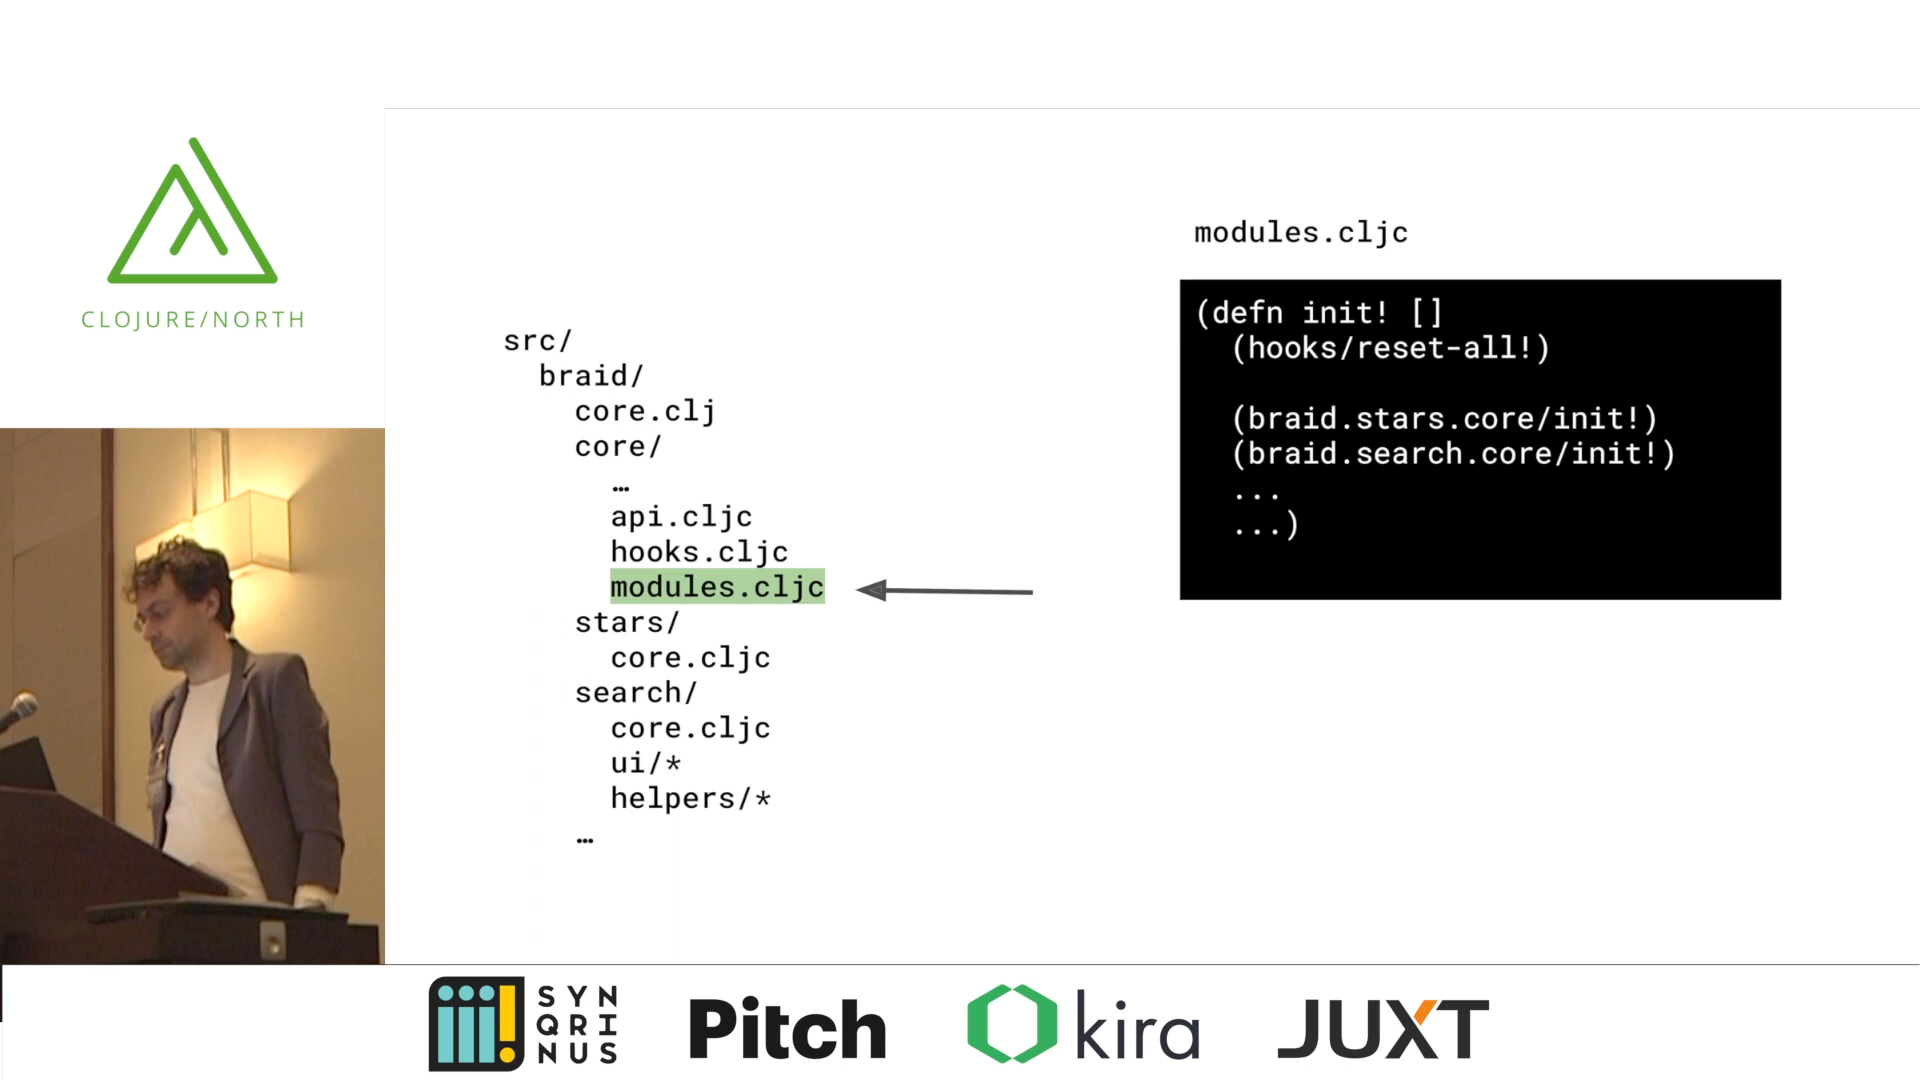 CLOJURE/NORTH
src/
braid/
core.clj
core/
…
api.cljc
hooks.cljc
modules.cljc
stars/
core.cljc
search/
core.cljc
ui/*
helpers/*
…
modules.cljc
(defn init! []
(hooks/reset-all!)
(braid.stars.core/init!)
(braid.search.core/init!)
...
...)
SYN
QRI
NUS
Pitch
kira
JUXT